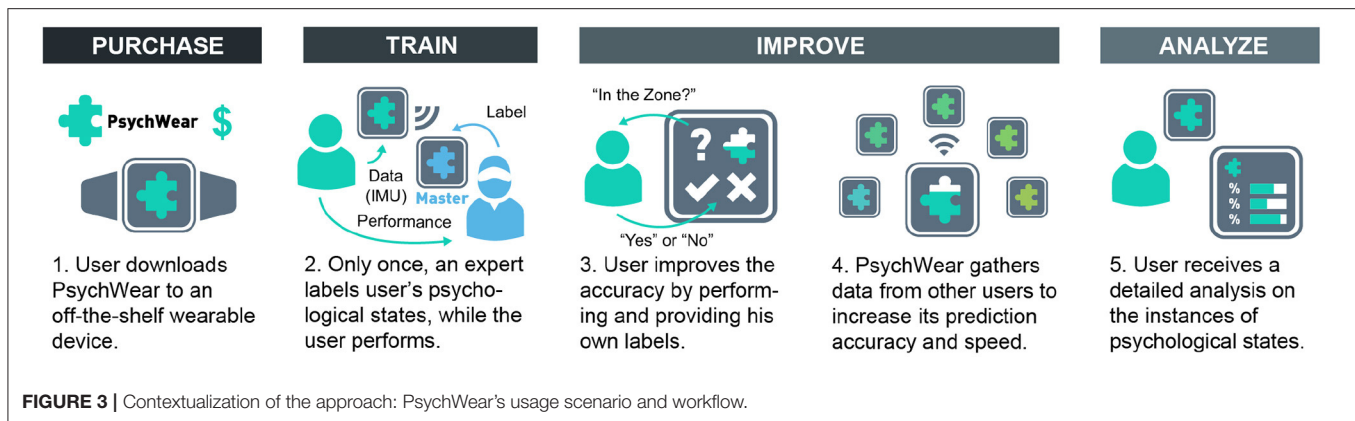 PURCHASE
TRAIN
IMPROVE
ANALYZE
PsychWear $
Label
Data
(IMU)
Master
Performance
“In the Zone?”
?
“Yes” or “No”
%
%
%
1. User downloads
PsychWear to an
off-the-shelf wearable
device.
2. Only once, an expert
labels user’s psycho-
logical states, while the
user performs.
3. User improves the
accuracy by perform-
ing and providing his
own labels.
4. PsychWear gathers
data from other users to
increase its prediction
accuracy and speed.
5. User receives a
detailed analysis on
the instances of
psychological states.
FIGURE 3 | Contextualization of the approach: PsychWear’s usage scenario and workflow.